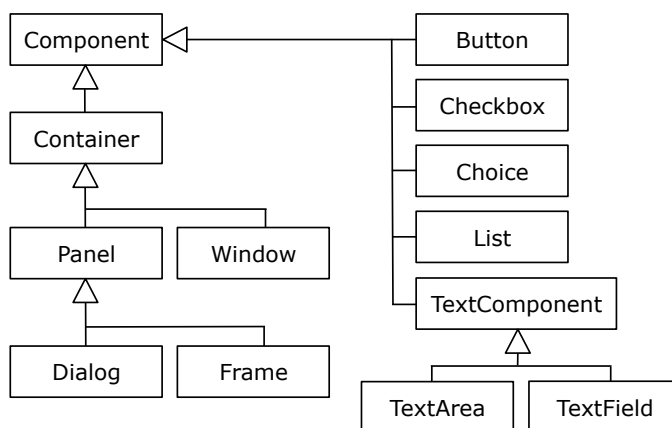 Component
Button
Checkbox
Container
Choice
Panel
Window
List
TextComponent
Dialog
Frame
TextArea
TextField